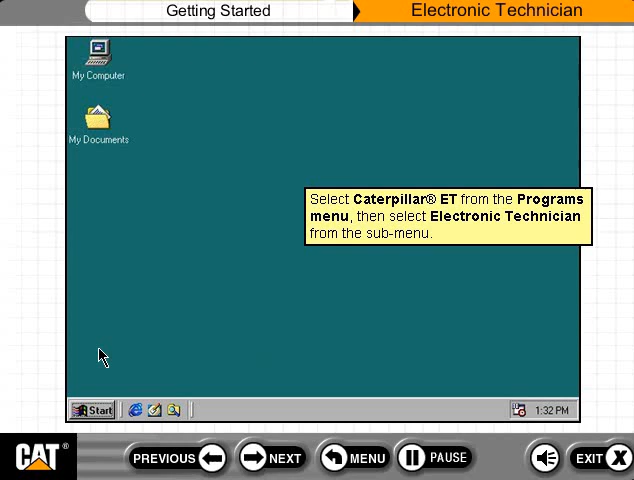 Getting Started
Electronic Technician
My Computer
My Documents
Select Caterpillar® ET from the Programs
menu, then select Electronic Technician
from the sub-menu.
Start
1:32 PM
CAT®
PREVIOUS
NEXT
MENU
PAUSE
EXIT